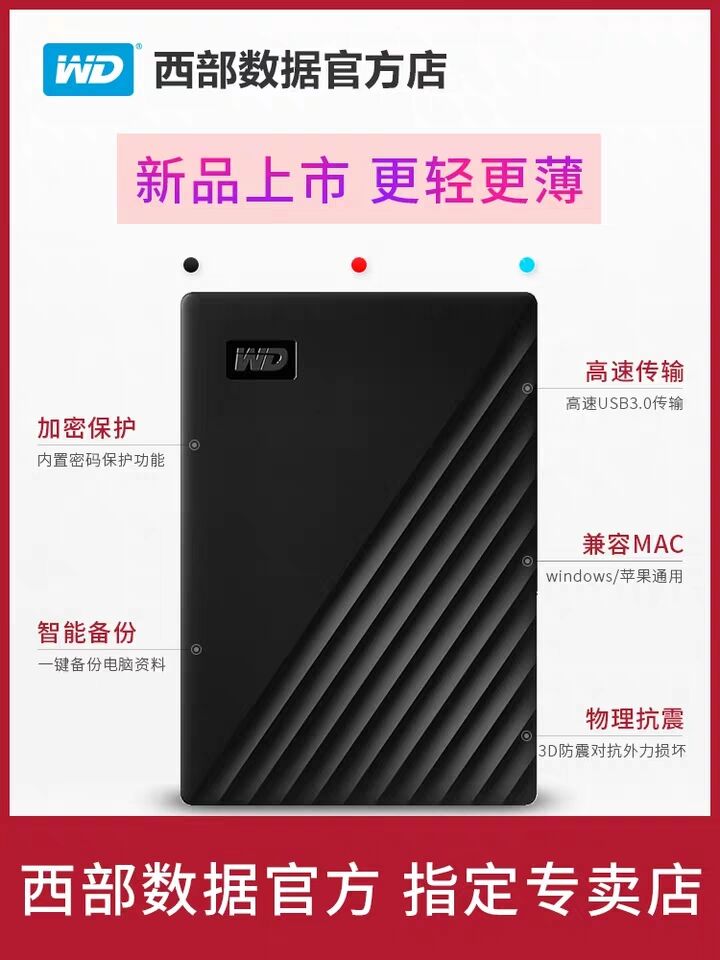 WD® 西部数据官方店
新品上市 更轻更薄
WD
高速传输
高速USB3.0传输
加密保护
内置密码保护功能
兼容MAC
windows/苹果通用
智能备份
一键备份电脑资料
物理抗震
3D防震对抗外力损坏
西部数据官方 指定专卖店